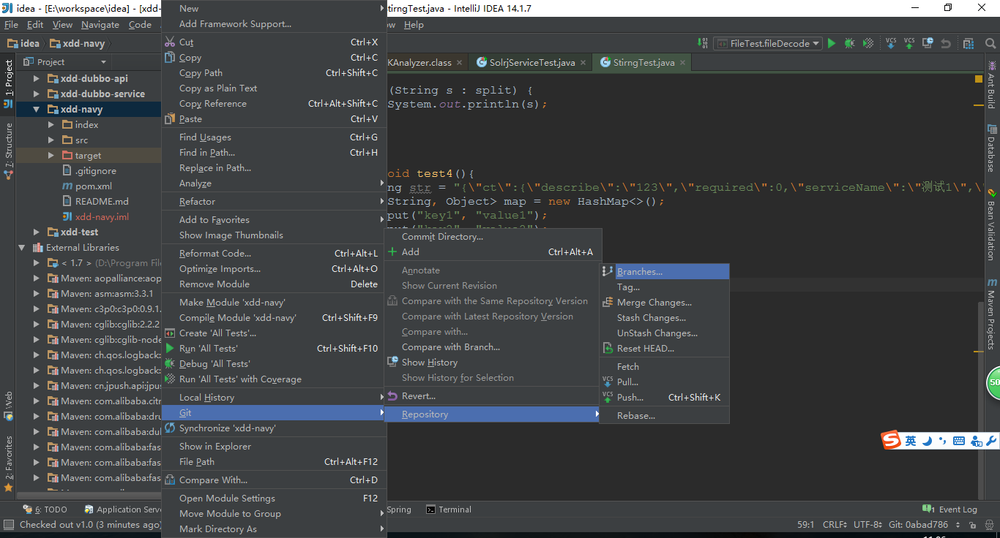 idea - [E:\workspace\idea] - [xdd-
StirngTest.java - IntelliJ IDEA 14.1.7
File Edit View Navigate Code
Help
idea xdd-navy
FileTest.fileDecode
VCS VCS
Project
KAnalyzer.class
SolrjServiceTest.java
StirngTest.java
1: Project
7: Structure
Web
2: Favorites
xdd-dubbo-api
xdd-dubbo-service
xdd-navy
index
src
target
.gitignore
pom.xml
README.md
xdd-navy.iml
xdd-test
External Libraries
< 1.7 > (D:\Program File
Maven: aopalliance:aop
Maven: asm:asm:3.3.1
Maven: c3p0:c3p0:0.9.1.
Maven: cglib:cglib:2.2.2
Maven: cglib:cglib-node
Maven: ch.qos.logback:
Maven: ch.qos.logback:
Maven: cn.jpush.api:jpus
Maven: com.alibaba.citr
Maven: com.alibaba:dru
Maven: com.alibaba:dul
Maven: com.alibaba:fas
Maven: com.alibaba:fas
Maven: com.alibaba:fas
New
Add Framework Support...
Cut Ctrl+X
Copy Ctrl+C
Copy Path Ctrl+Shift+C
Copy as Plain Text
Copy Reference Ctrl+Alt+Shift+C
Paste Ctrl+V
Find Usages Ctrl+G
Find in Path... Ctrl+H
Replace in Path...
Analyze
Refactor
Add to Favorites
Show Image Thumbnails
Reformat Code... Ctrl+Alt+L
Optimize Imports... Ctrl+Alt+O
Remove Module Delete
Make Module 'xdd-navy'
Compile Module 'xdd-navy' Ctrl+Shift+F9
Create 'All Tests'...
Run 'All Tests' Ctrl+Shift+F10
Debug 'All Tests'
Run 'All Tests' with Coverage
Local History
Git
Synchronize 'xdd-navy'
Show in Explorer
File Path Ctrl+Alt+F12
Compare With... Ctrl+D
Open Module Settings F12
Move Module to Group
Mark Directory As
(String s : split) {
System.out.println(s);
oid test4(){
ng str = "{\"ct\":{\"describe\":\"123\",\"required\":0,\"serviceName\":\"测试1\",\
String, Object> map = new HashMap<>();
put("key1", "value1");
Commit Directory...
Add Ctrl+Alt+A
Annotate
Show Current Revision
Compare with the Same Repository Version
Compare with Latest Repository Version
Compare with...
Compare with Branch...
Show History
Show History for Selection
Revert...
Repository
Branches...
Tag...
Merge Changes...
Stash Changes...
UnStash Changes...
Reset HEAD...
Fetch
VCS Pull...
VCS Push... Ctrl+Shift+K
Rebase...
Ant Build
Database
Bean Validation
Maven Projects
50
英
6: TODO
Application Serve
Spring
Terminal
1 Event Log
Checked out v1.0 (3 minutes ago)
59:1 CRLF UTF-8 Git: 0abad786